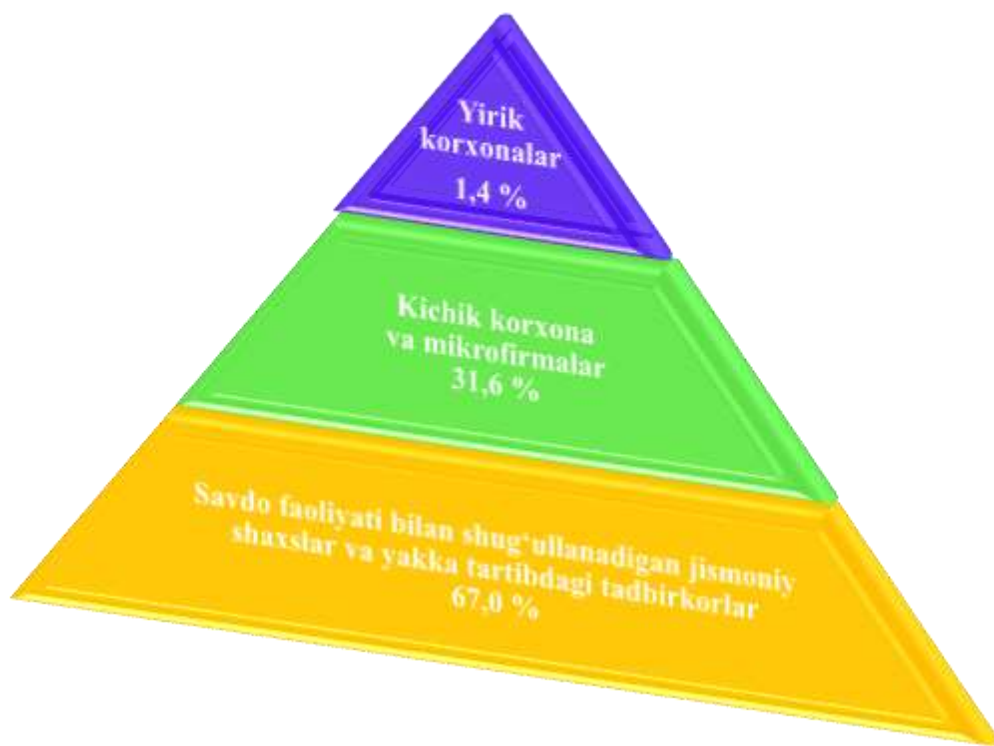 Yirik
korxonalar
1,4 %
Kichik korxona
va mikrofirmalar
31,6 %
Savdo faoliyati bilan shug‘ullanadigan jismoniy
shaxslar va yakka tartibdagi tadbirkorlar
67,0 %